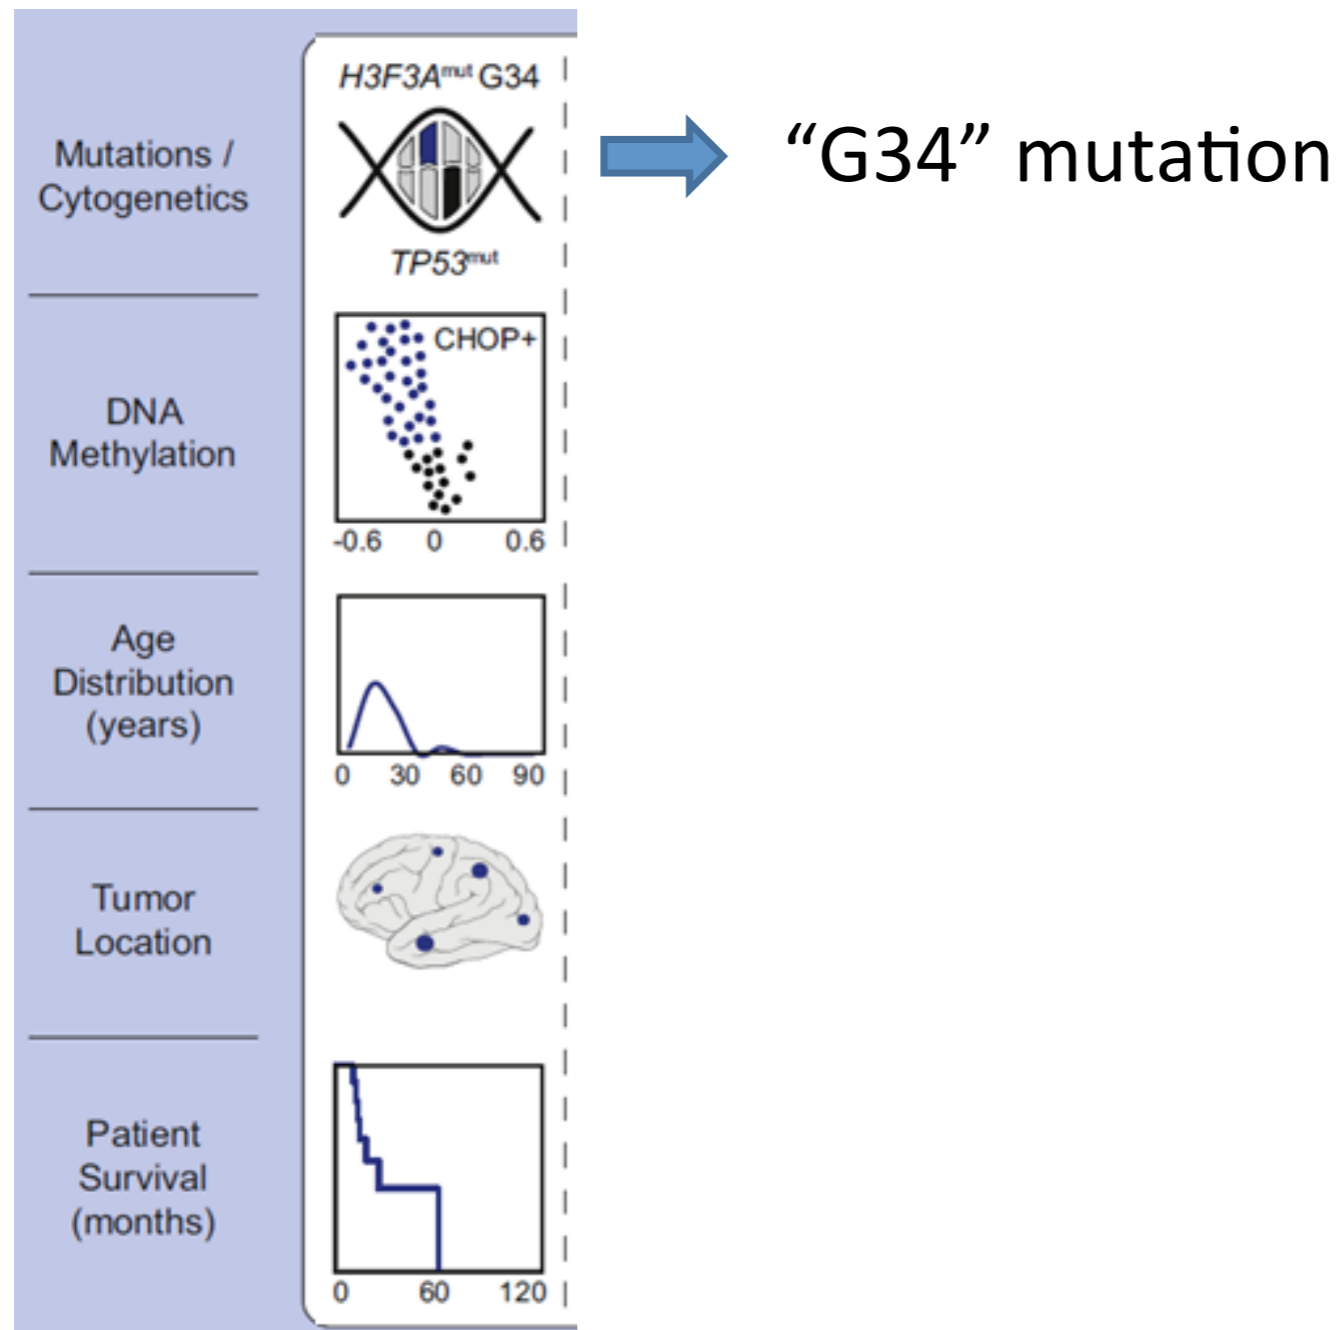 H3F3Amut G34
“G34” mutation
Mutations /
Cytogenetics
TP53mut
CHOP+
DNA
Methylation
-0.6 0 0.6
Age
Distribution
(years)
0 30 60 90
Tumor
Location
Patient
Survival
(months)
0 60 120